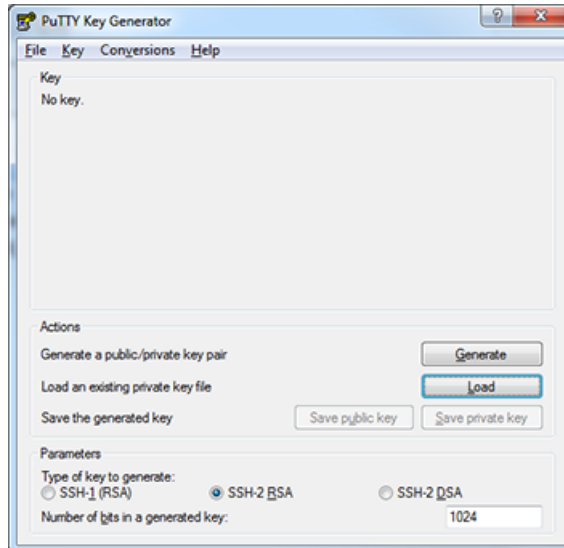 PuTTY Key Generator
File Key Conversions Help
Key
No key.
Actions
Generate a public/private key pair Generate
Load an existing private key file Load
Save the generated key Save public key Save private key
Parameters
Type of key to generate:
SSH-1 (RSA) SSH-2 RSA SSH-2 DSA
Number of bits in a generated key: 1024